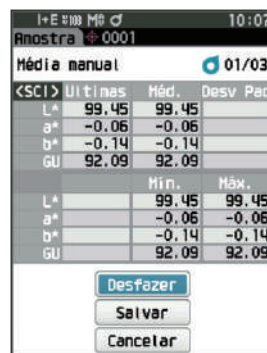 I+E MØ 10:07
Amostra 0001
Média manual 01/03
<SCI> Ultimas Méd. Desv Pad
L* 99.45 99.45
a* -0.06 -0.06
b* -0.14 -0.14
GU 92.09 92.09
Mín. Máx.
L* 99.45 99.45
a* -0.06 -0.06
b* -0.14 -0.14
GU 92.09 92.09
Desfazer
Salvar
Cancelar